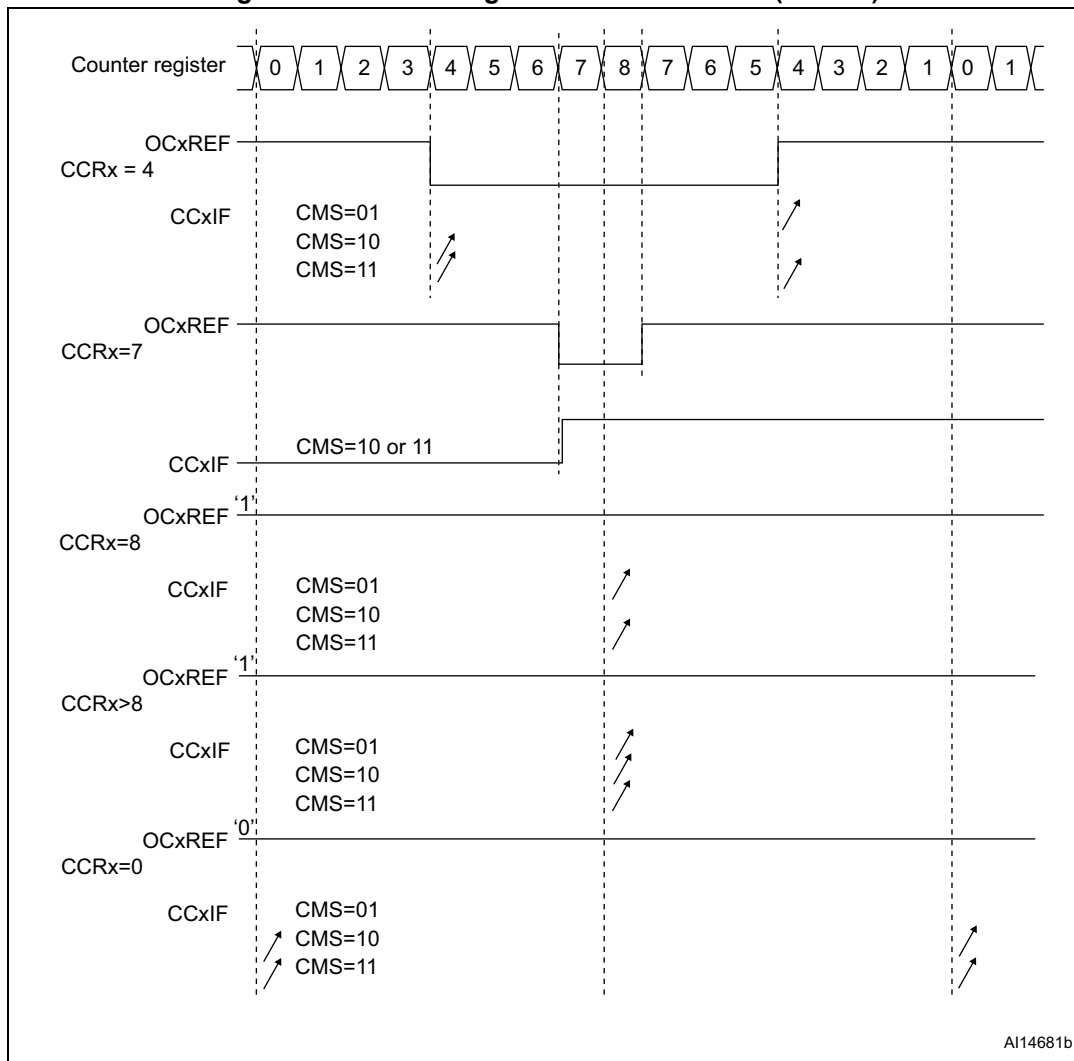 Counter register 0 1 2 3 4 5 6 7 8 7 6 5 4 3 2 1 0 1
OCxREF
CCRx = 4
CCxIF
CMS=01
CMS=10
CMS=11
OCxREF
CCRx=7
CMS=10 or 11
CCxIF
OCxREF '1'
CCRx=8
CCxIF
CMS=01
CMS=10
CMS=11
OCxREF '1'
CCRx>8
CCxIF
CMS=01
CMS=10
CMS=11
OCxREF '0'
CCRx=0
CCxIF
CMS=01
CMS=10
CMS=11
AI14681b